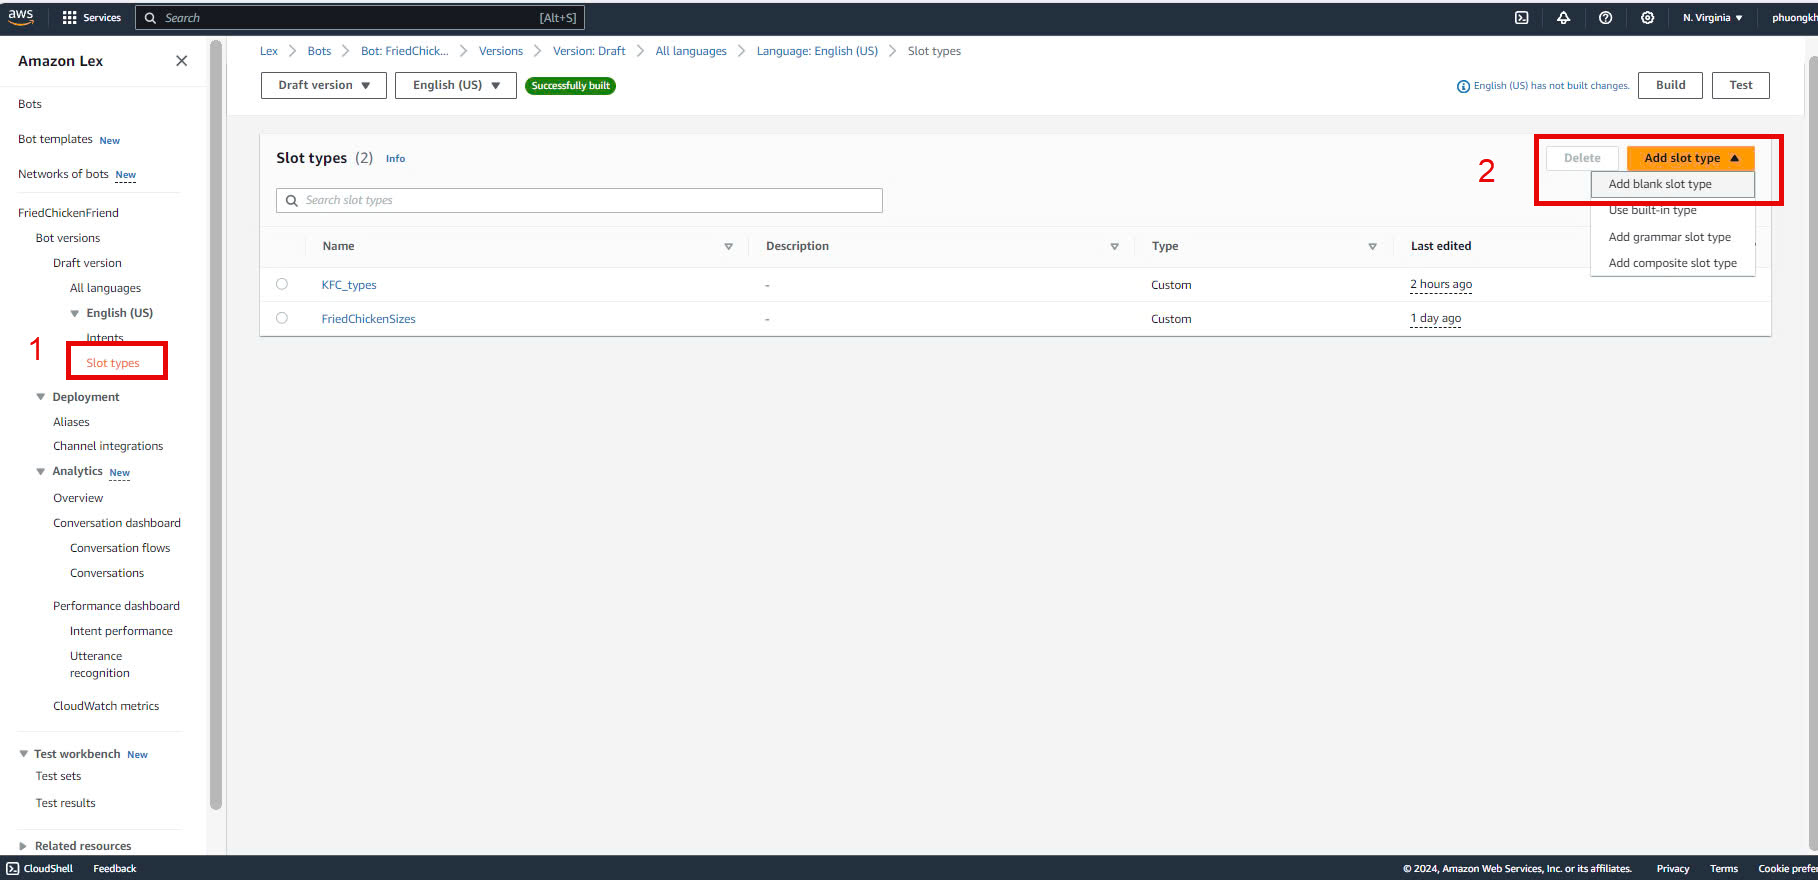 aws
Services
Search
[Alt+S]
N. Virginia
Amazon Lex
Bots
Bot templates New
Networks of bots New
FriedChickenFriend
Bot versions
Draft version
All languages
English (US)
Intents
1
Slot types
Deployment
Aliases
Channel integrations
Analytics New
Overview
Conversation dashboard
Conversation flows
Conversations
Performance dashboard
Intent performance
Utterance
recognition
CloudWatch metrics
Test workbench New
Test sets
Test results
Related resources
Lex
Bots
Bot: FriedChick...
Versions
Version: Draft
All languages
Language: English (US)
Slot types
Draft version
English (US)
Successfully built
English (US) has not built changes.
Build
Test
Slot types (2) Info
2
Delete
Add slot type
Add blank slot type
Use built-in type
Add grammar slot type
Add composite slot type
Search slot types
Name
Description
Type
Last edited
KFC_types
-
Custom
2 hours ago
FriedChickenSizes
-
Custom
1 day ago
CloudShell
Feedback
© 2024, Amazon Web Services, Inc. or its affiliates.
Privacy
Terms
Cookie